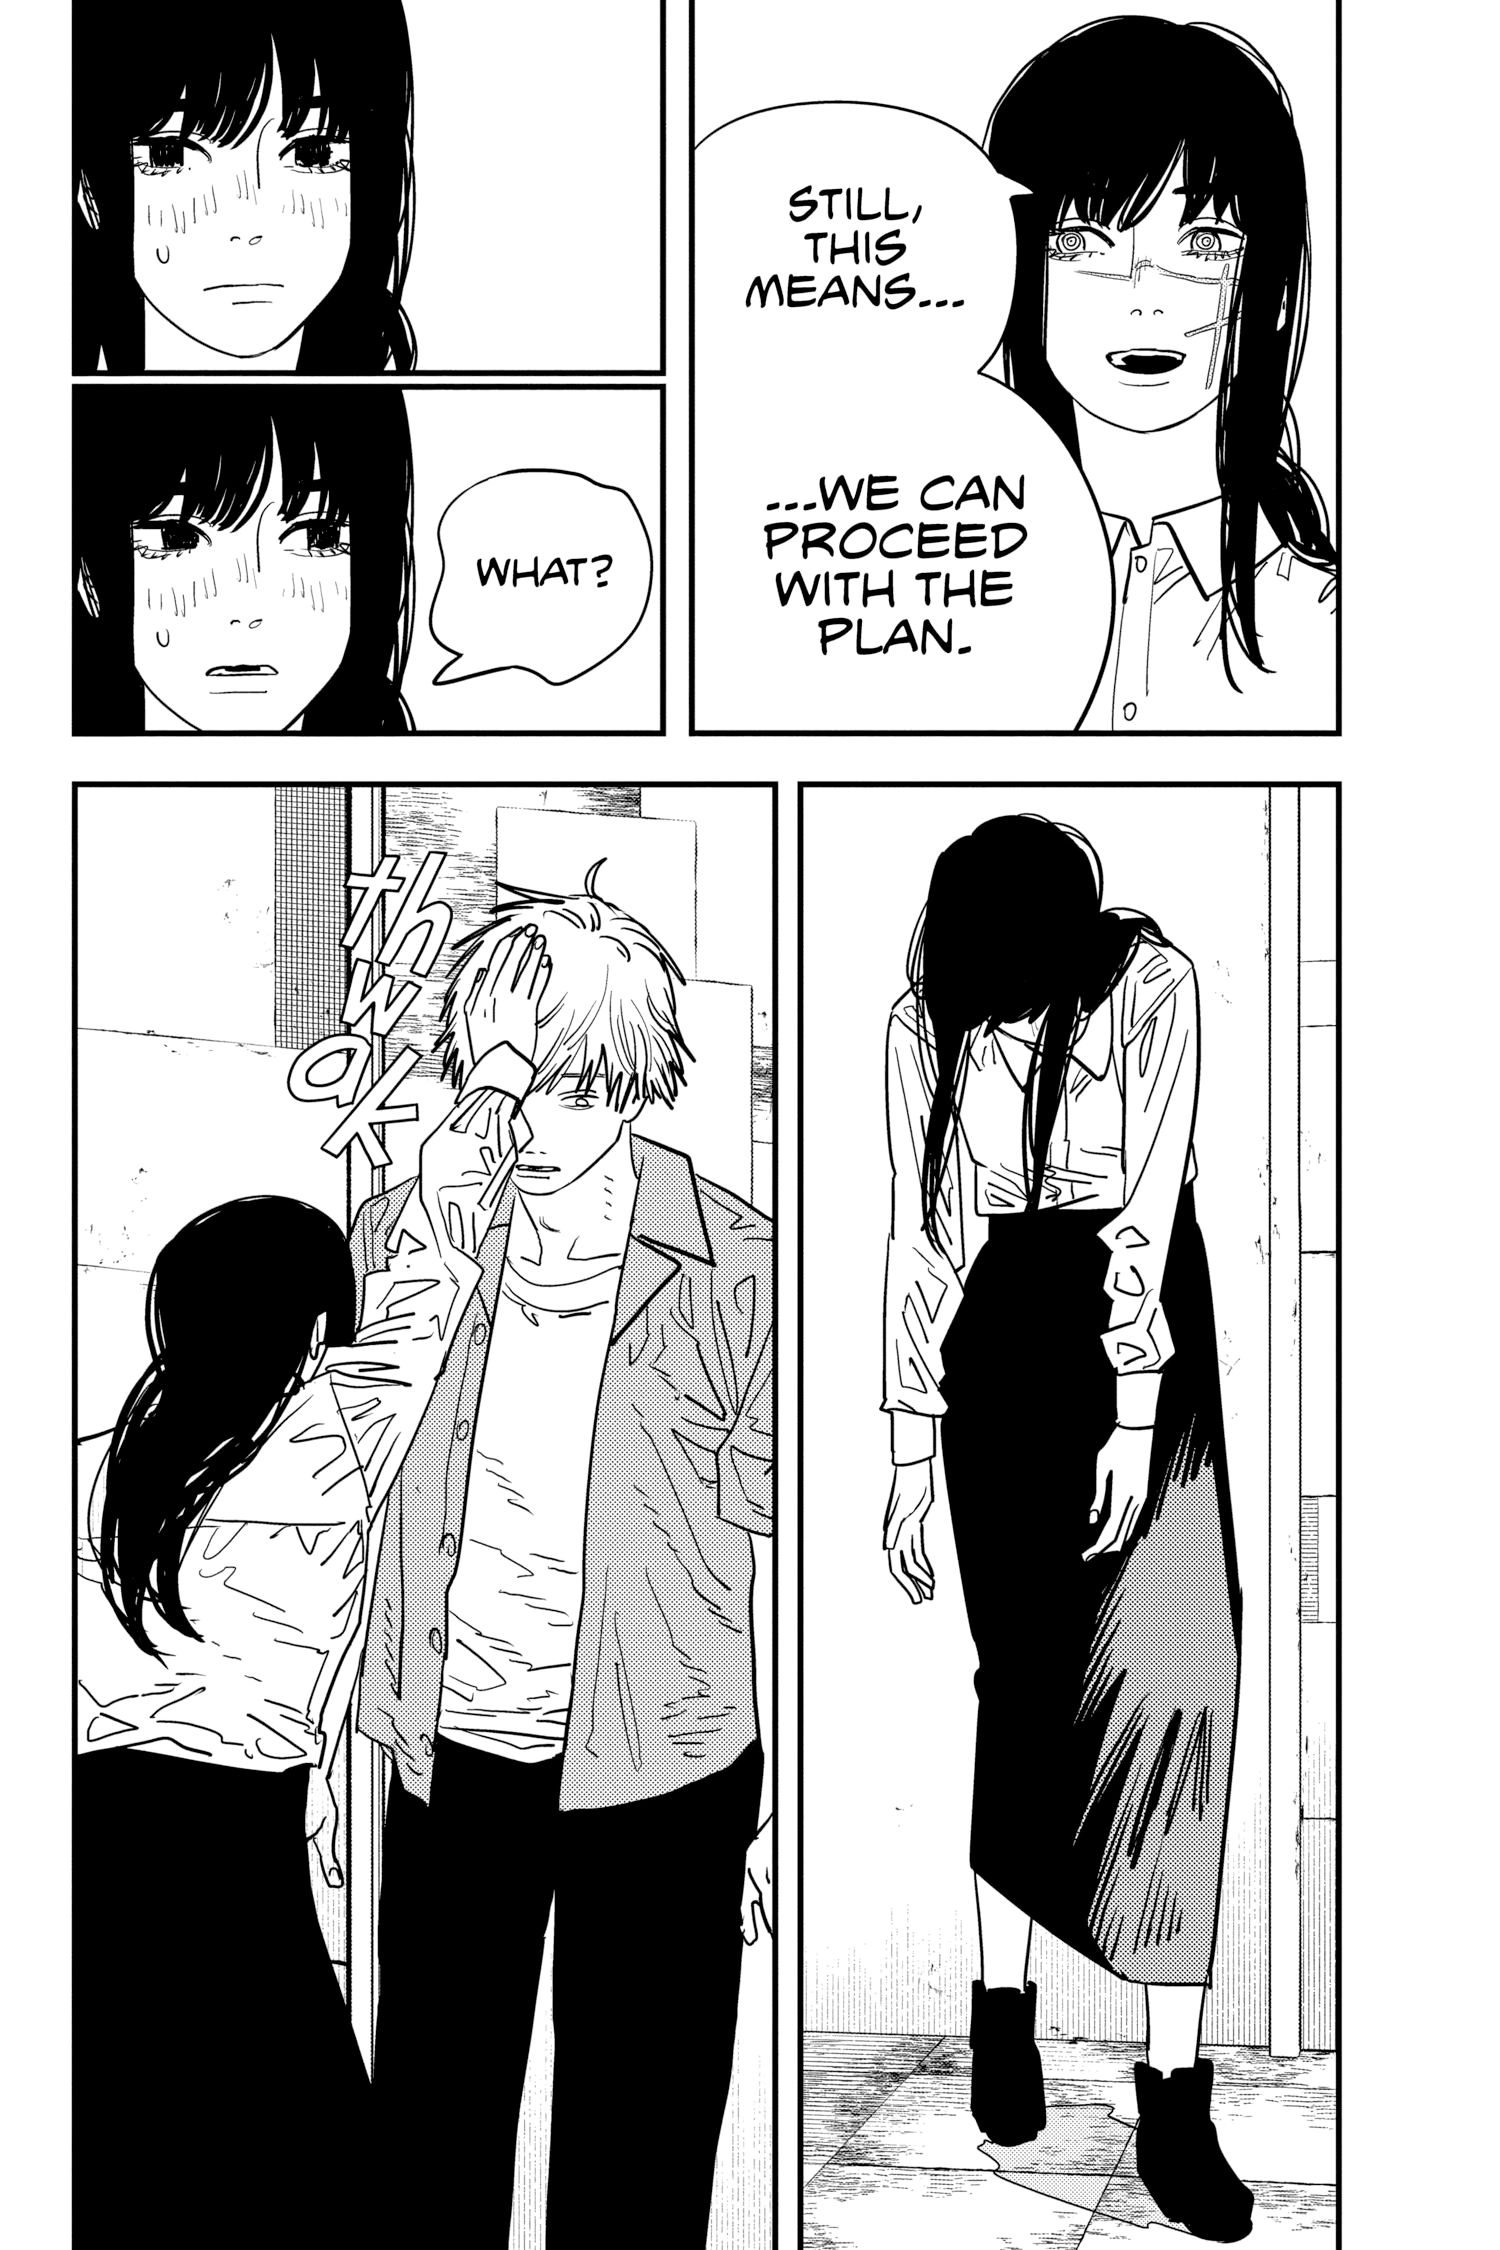 STILL,
THIS
MEANS...
...WE CAN
PROCEED
WITH THE
PLAN.
WHAT?
thwak